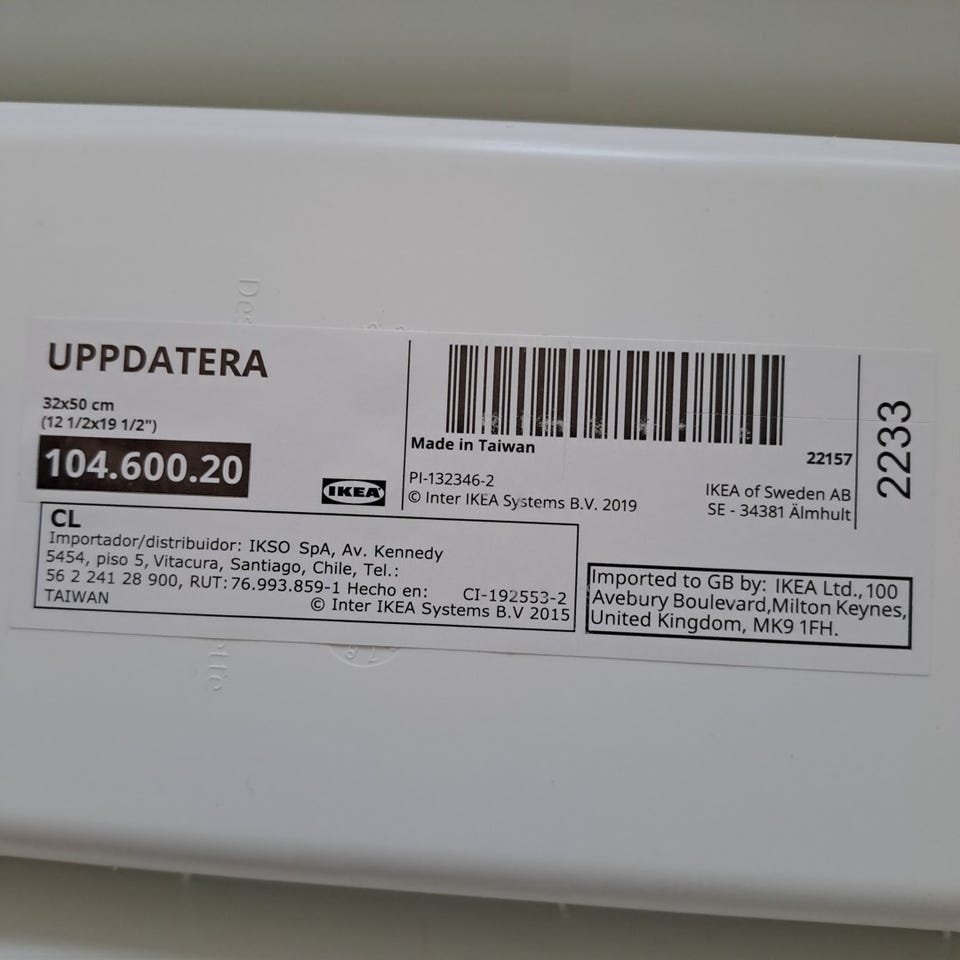 UPPDATERA
32x50 cm
(12 1/2x19 1/2")
104.600.20
IKEA
Made in Taiwan
22157
PI-132346-2
© Inter IKEA Systems B.V. 2019
IKEA of Sweden AB
SE - 34381 Älmhult
2233
CL
Importador/distribuidor: IKSO SpA, Av. Kennedy
5454, piso 5, Vitacura, Santiago, Chile, Tel.:
56 2 241 28 900, RUT: 76.993.859-1 Hecho en:
TAIWAN
CI-192553-2
© Inter IKEA Systems B.V 2015
Imported to GB by: IKEA Ltd.,100
Avebury Boulevard,Milton Keynes,
United Kingdom, MK9 1FH.